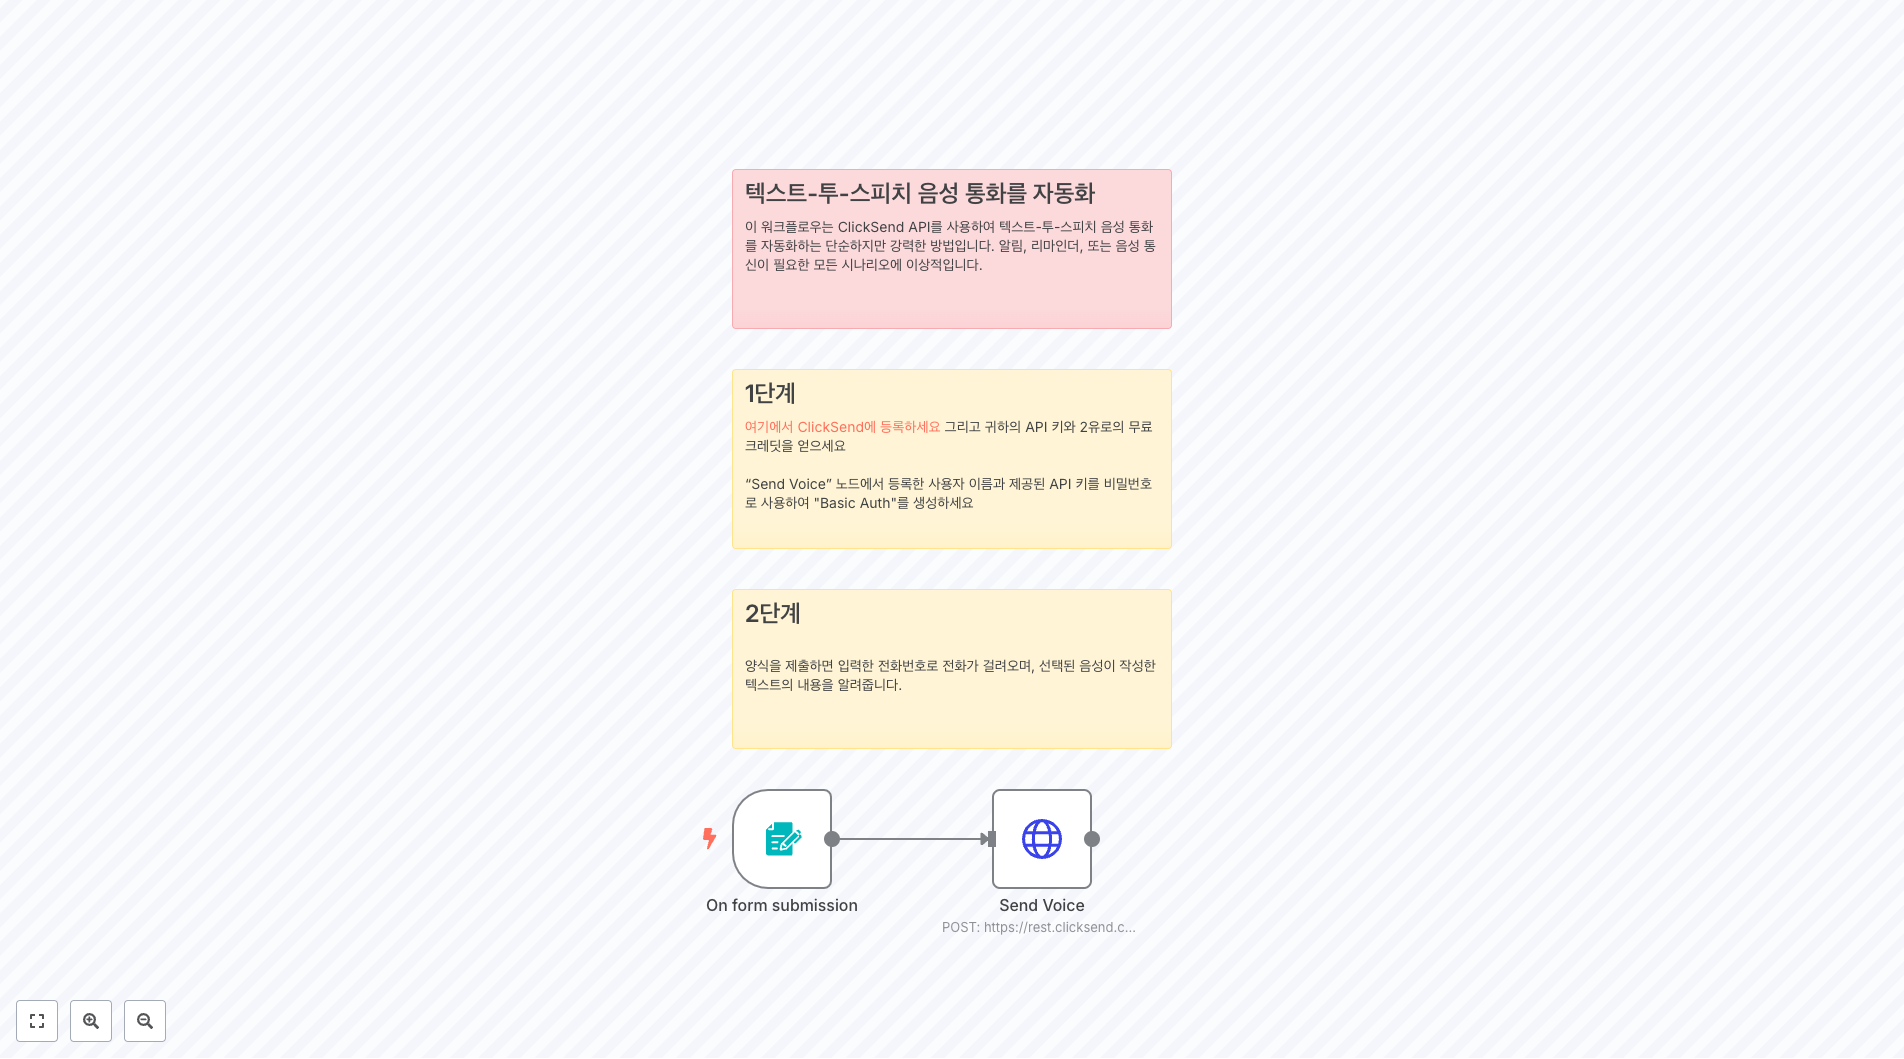 텍스트-투-스피치 음성 통화를 자동화
이 워크플로우는 ClickSend API를 사용하여 텍스트-투-스피치 음성 통화
를 자동화하는 단순하지만 강력한 방법입니다. 알림, 리마인더, 또는 음성 통
신이 필요한 모든 시나리오에 이상적입니다.
1단계
여기에서 ClickSend에 등록하세요 그리고 귀하의 API 키와 2유로의 무료
크레딧을 얻으세요
“Send Voice” 노드에서 등록한 사용자 이름과 제공된 API 키를 비밀번호
로 사용하여 "Basic Auth"를 생성하세요
2단계
양식을 제출하면 입력한 전화번호로 전화가 걸려오며, 선택된 음성이 작성한
텍스트의 내용을 알려줍니다.
On form submission
Send Voice
POST: https://rest.clicksend.c...